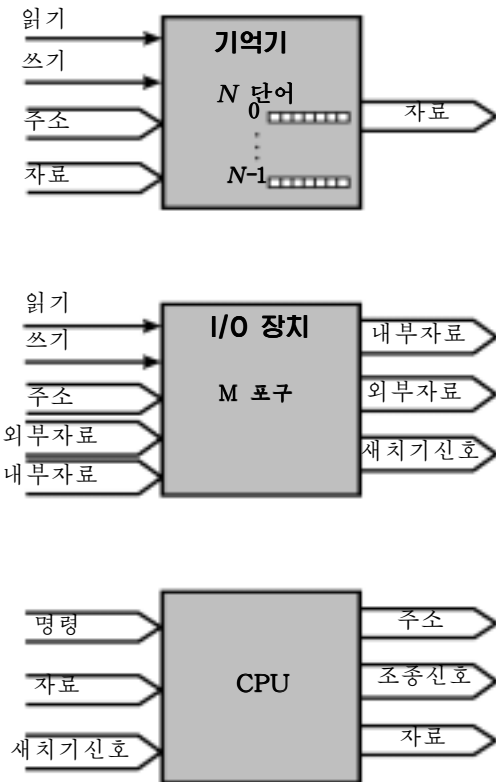 읽기
쓰기
주소
자료
기억기
N 단어
0
N-1
자료
읽기
쓰기
주소
외부자료
내부자료
I/O 장치
M 포구
내부자료
외부자료
새치기신호
명령
자료
새치기신호
CPU
주소
조종신호
자료